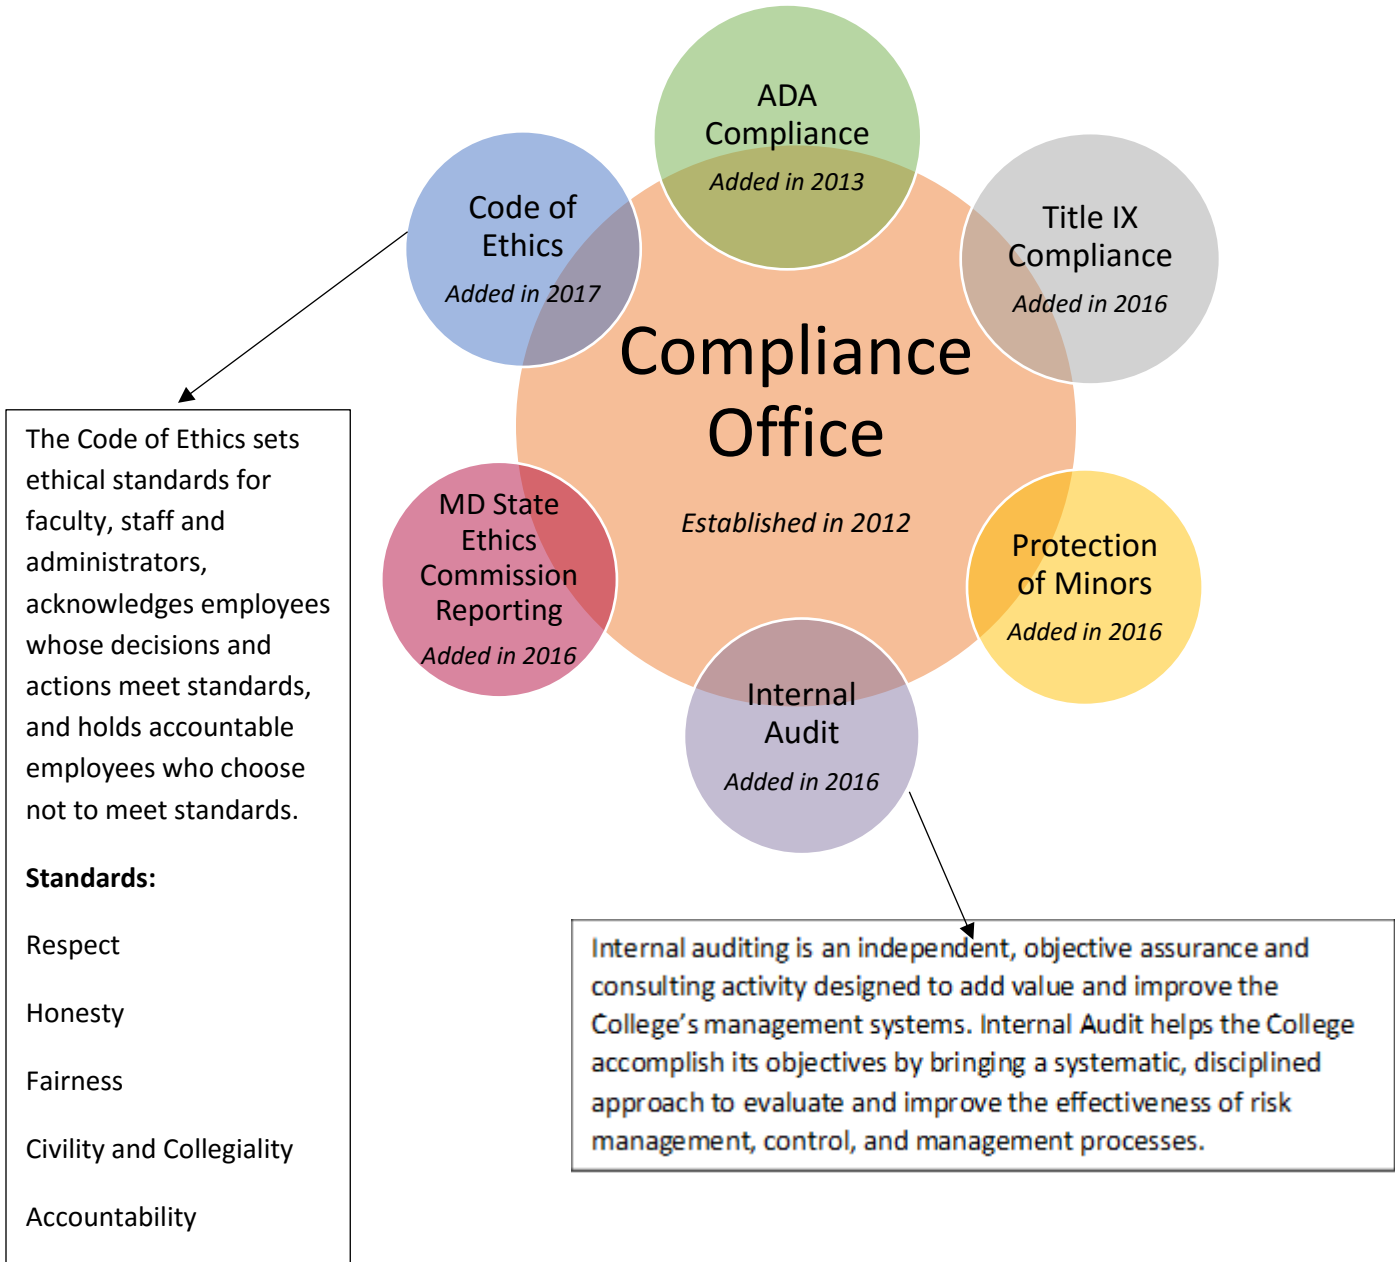 ADA
Compliance
Added in 2013
Code of
Ethics
Added in 2017
Title IX
Compliance
Added in 2016
Compliance
Office
Established in 2012
MD State
Ethics
Commission
Reporting
Added in 2016
Protection
of Minors
Added in 2016
Internal
Audit
Added in 2016
The Code of Ethics sets
ethical standards for
faculty, staff and
administrators,
acknowledges employees
whose decisions and
actions meet standards,
and holds accountable
employees who choose
not to meet standards.
Standards:
Respect
Honesty
Fairness
Civility and Collegiality
Accountability
Internal auditing is an independent, objective assurance and
consulting activity designed to add value and improve the
College’s management systems. Internal Audit helps the College
accomplish its objectives by bringing a systematic, disciplined
approach to evaluate and improve the effectiveness of risk
management, control, and management processes.